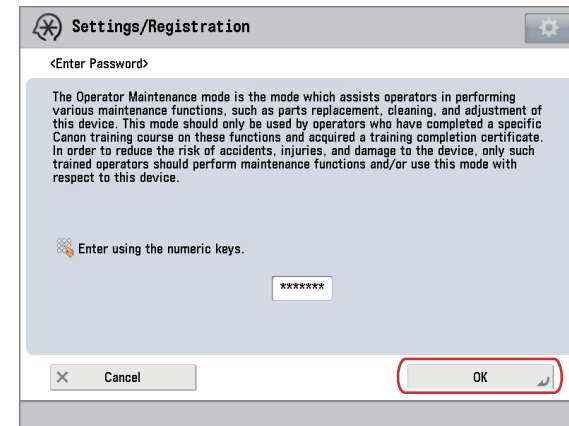 Settings/Registration
<Enter Password>
The Operator Maintenance mode is the mode which assists operators in performing
various maintenance functions, such as parts replacement, cleaning, and adjustment of
this device. This mode should only be used by operators who have completed a specific
Canon training course on these functions and acquired a training completion certificate.
In order to reduce the risk of accidents, injuries, and damage to the device, only such
trained operators should perform maintenance functions and/or use this mode with
respect to this device.
Enter using the numeric keys.
*******
Cancel
OK